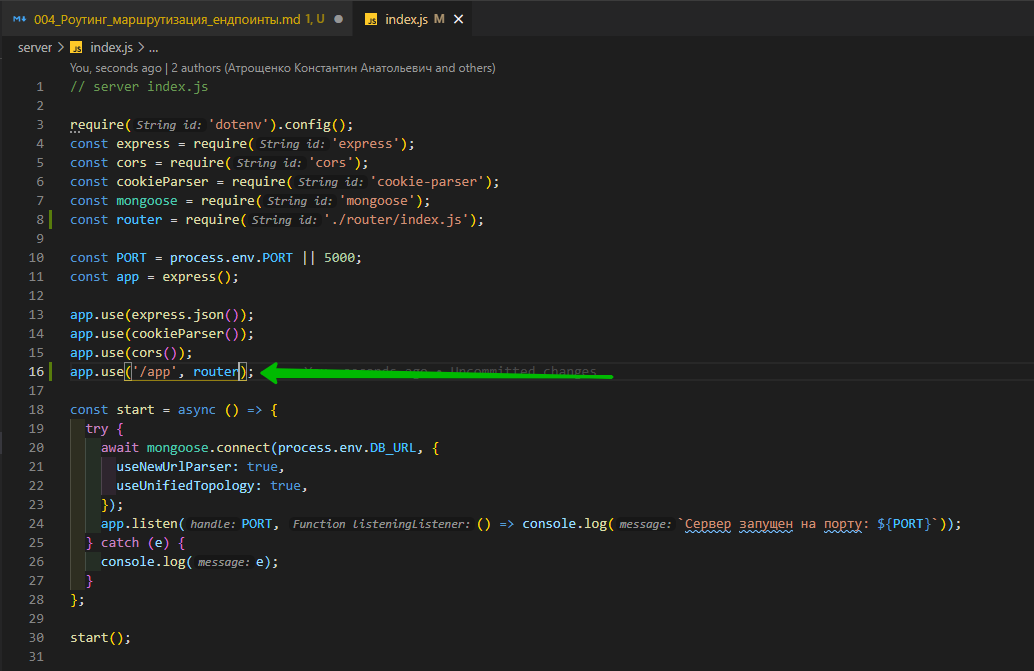 004_Роутинг_маршрутизация_ендпоинты.md 1, U ● JS index.js M ×
server > JS index.js > ...
You, seconds ago | 2 authors (Атрощенко Константин Анатольевич and others)
1 // server index.js
2
3 require( String id: 'dotenv').config();
4 const express = require( String id: 'express');
5 const cors = require( String id: 'cors');
6 const cookieParser = require( String id: 'cookie-parser');
7 const mongoose = require( String id: 'mongoose');
8 const router = require( String id: './router/index.js');
9
10 const PORT = process.env.PORT || 5000;
11 const app = express();
12
13 app.use(express.json());
14 app.use(cookieParser());
15 app.use(cors());
16 app.use('/app', router); You, seconds ago • Uncommitted changes
17
18 const start = async () => {
19 try {
20 await mongoose.connect(process.env.DB_URL, {
21 useNewUrlParser: true,
22 useUnifiedTopology: true,
23 });
24 app.listen( handle: PORT, Function listeningListener: () => console.log( message: `Сервер запущен на порту: ${PORT}`));
25 } catch (e) {
26 console.log( message: e);
27 }
28 };
29
30 start();
31